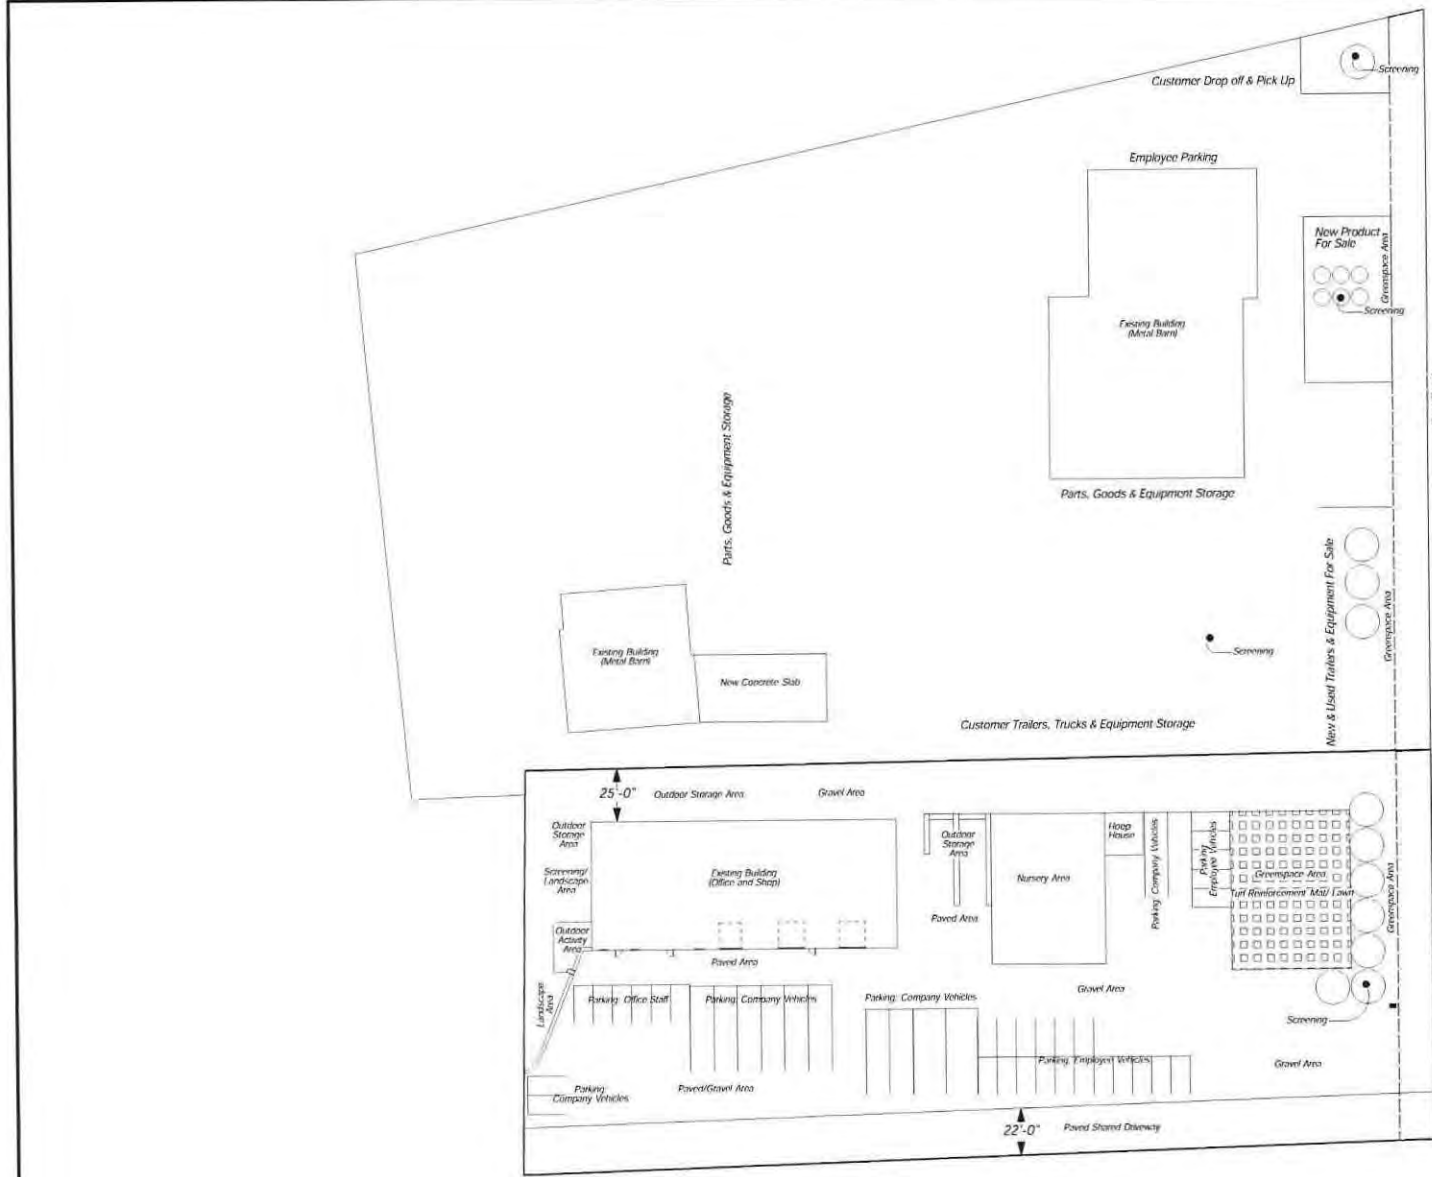 Screening
Customer Drop off & Pick Up
Employee Parking
New Product
For Sale
Greenspace Area
Screening
Existing Building
(Metal Barn)
Parts, Goods & Equipment Storage
Parts, Goods & Equipment Storage
New & Used Trailers & Equipment For Sale
Greenspace Area
Screening
Existing Building
(Metal Barn)
New Concrete Slab
Customer Trailers, Trucks & Equipment Storage
25'-0"
Outdoor Storage Area
Gravel Area
Outdoor
Storage
Area
Screening/
Landscape
Area
Outdoor
Activity
Area
Existing Building
(Office and Shop)
Outdoor
Storage
Area
Paved Area
Nursery Area
Hoop
House
Parking: Company Vehicles
Parking:
Employee Vehicles
Greenspace Area
Turf Reinforcement Mat/ Lawn
Greenspace Area
Paved Area
Landscape
Area
Parking: Office Staff
Parking: Company Vehicles
Parking: Company Vehicles
Gravel Area
Screening
Parking: Employee Vehicles
Gravel Area
Parking:
Company Vehicles
Paved/Gravel Area
22'-0"
Paved Shared Driveway